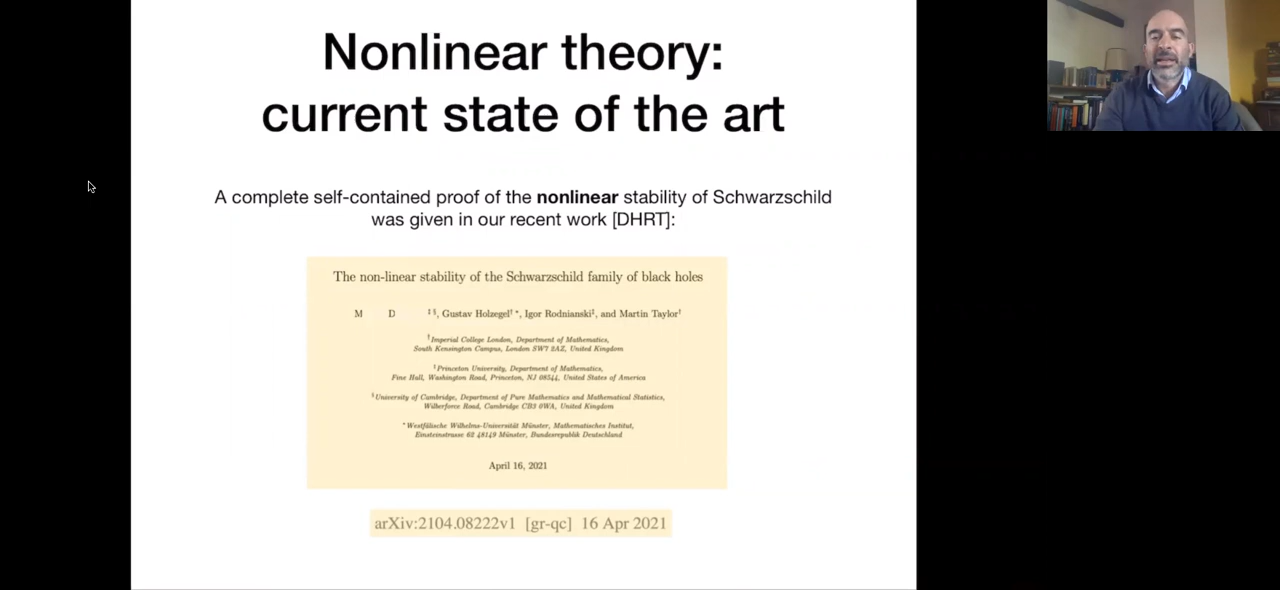 Nonlinear theory:
current state of the art
A complete self-contained proof of the nonlinear stability of Schwarzschild
was given in our recent work [DHRT]:
The non-linear stability of the Schwarzschild family of black holes
M D ‡ §, Gustav Holzegel† *, Igor Rodnianski‡, and Martin Taylor†
†Imperial College London, Department of Mathematics,
South Kensington Campus, London SW7 2AZ, United Kingdom
‡Princeton University, Department of Mathematics,
Fine Hall, Washington Road, Princeton, NJ 08544, United States of America
§University of Cambridge, Department of Pure Mathematics and Mathematical Statistics,
Wilberforce Road, Cambridge CB3 0WA, United Kingdom
*Westfälische Wilhelms-Universität Münster, Mathematisches Institut,
Einsteinstrasse 62 48149 Münster, Bundesrepublik Deutschland
April 16, 2021
arXiv:2104.08222v1 [gr-qc] 16 Apr 2021